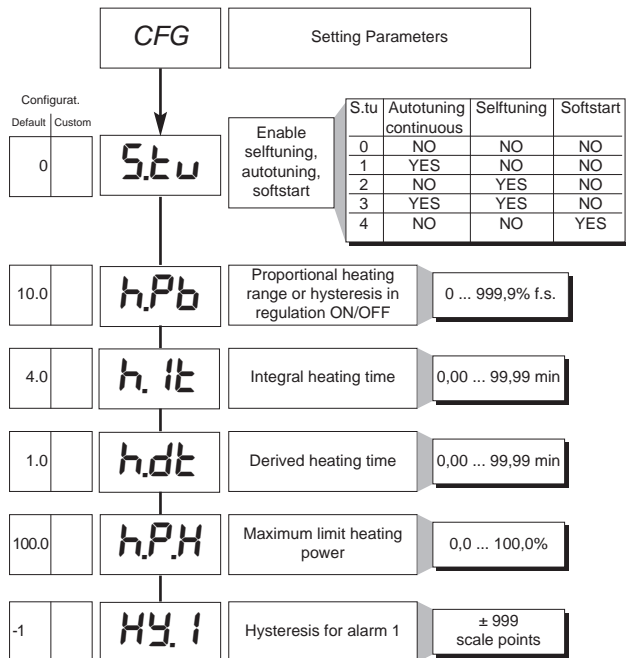 CFG
Setting Parameters
Configurat.
Default Custom
0
S.tu
Enable
selftuning,
autotuning,
softstart
S.tu Autotuning continuous Selftuning Softstart
0 NO NO NO
1 YES NO NO
2 NO YES NO
3 YES YES NO
4 NO NO YES
10.0
h.Pb
Proportional heating
range or hysteresis in
regulation ON/OFF
0 ... 999,9% f.s.
4.0
h.It
Integral heating time
0,00 ... 99,99 min
1.0
h.dt
Derived heating time
0,00 ... 99,99 min
100.0
h.P.H
Maximum limit heating
power
0,0 ... 100,0%
-1
HY.1
Hysteresis for alarm 1
± 999
scale points